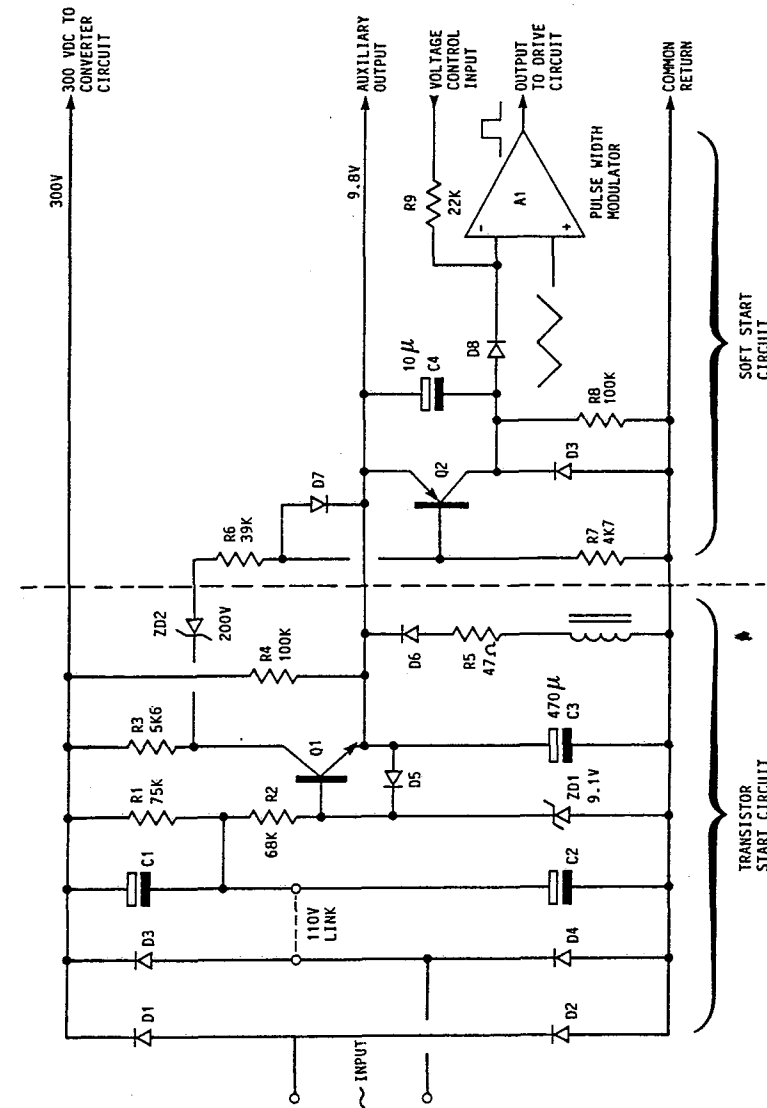 300 VDC TO
CONVERTER
CIRCUIT
300V
AUXILIARY
OUTPUT
9.8V
VOLTAGE
CONTROL
INPUT
OUTPUT
TO DRIVE
CIRCUIT
COMMON
RETURN
R9
22K
A1
-
+
PULSE WIDTH
MODULATOR
10 μ
C4
D8
R8
100K
D7
Q2
D3
R6
39K
R7
4K7
SOFT START
CIRCUIT
ZD2
200V
R4
100K
D6
R5
47Ω
R3
5K6
Q1
470 μ
C3
D5
R1
75K
R2
68K
ZD1
9.1V
C1
C2
110V
LINK
D3
D4
D1
D2
~ INPUT
TRANSISTOR
START CIRCUIT